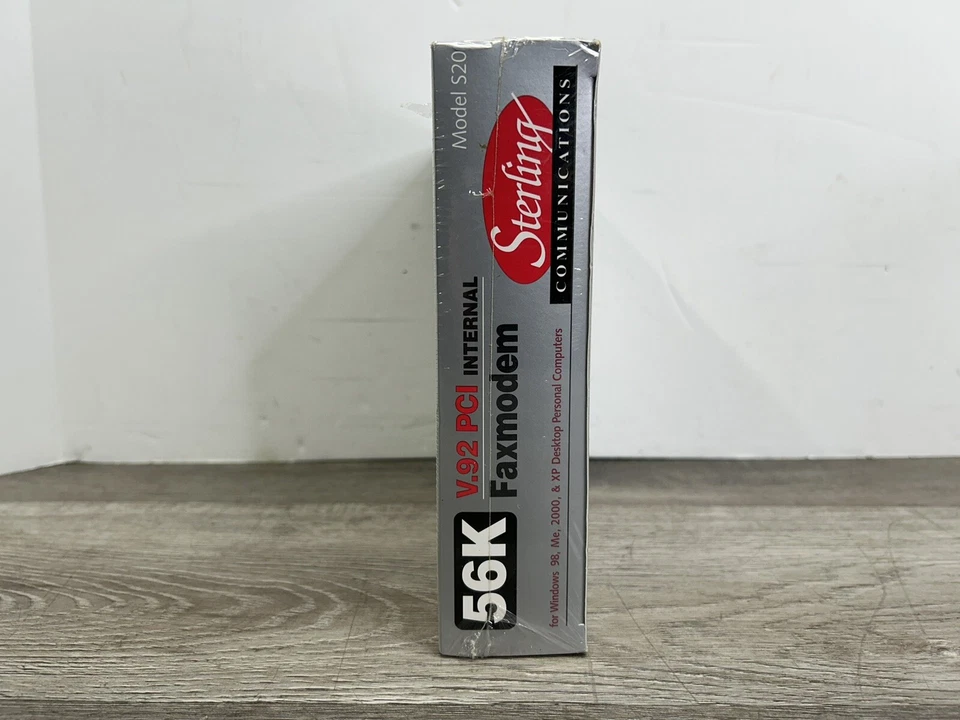 56K
V.92 PCI INTERNAL
Faxmodem
for Windows 98, Me, 2000, & XP Desktop Personal Computers
Model S20
Sterling
COMMUNICATIONS